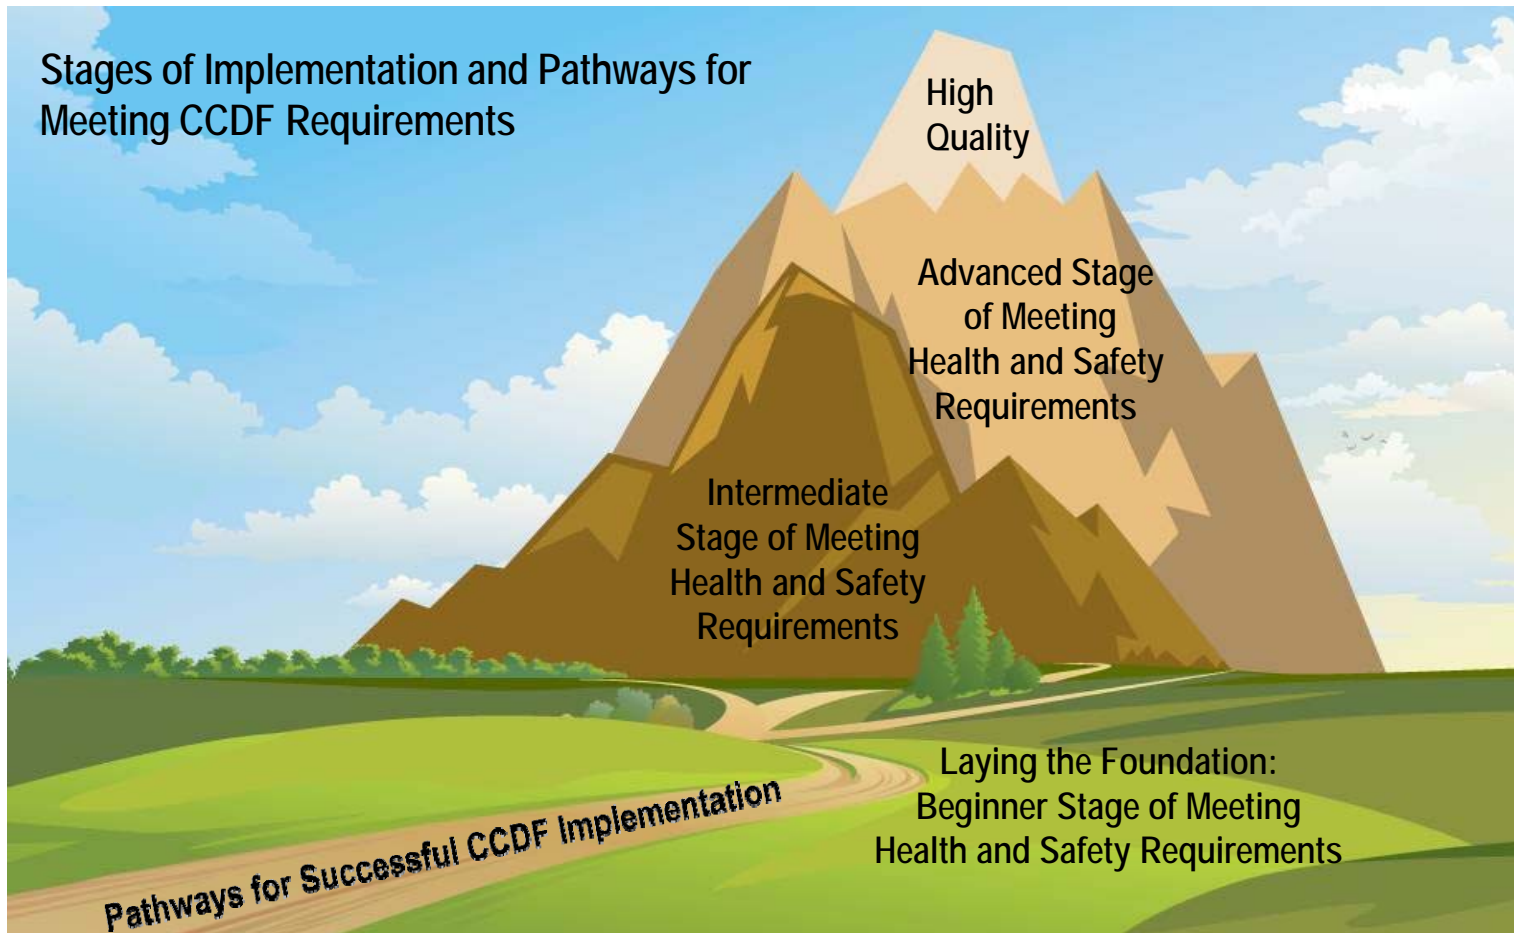 Stages of Implementation and Pathways for
Meeting CCDF Requirements
High
Quality
Advanced Stage
of Meeting
Health and Safety
Requirements
Intermediate
Stage of Meeting
Health and Safety
Requirements
Laying the Foundation:
Beginner Stage of Meeting
Health and Safety Requirements
Pathways for Successful CCDF Implementation